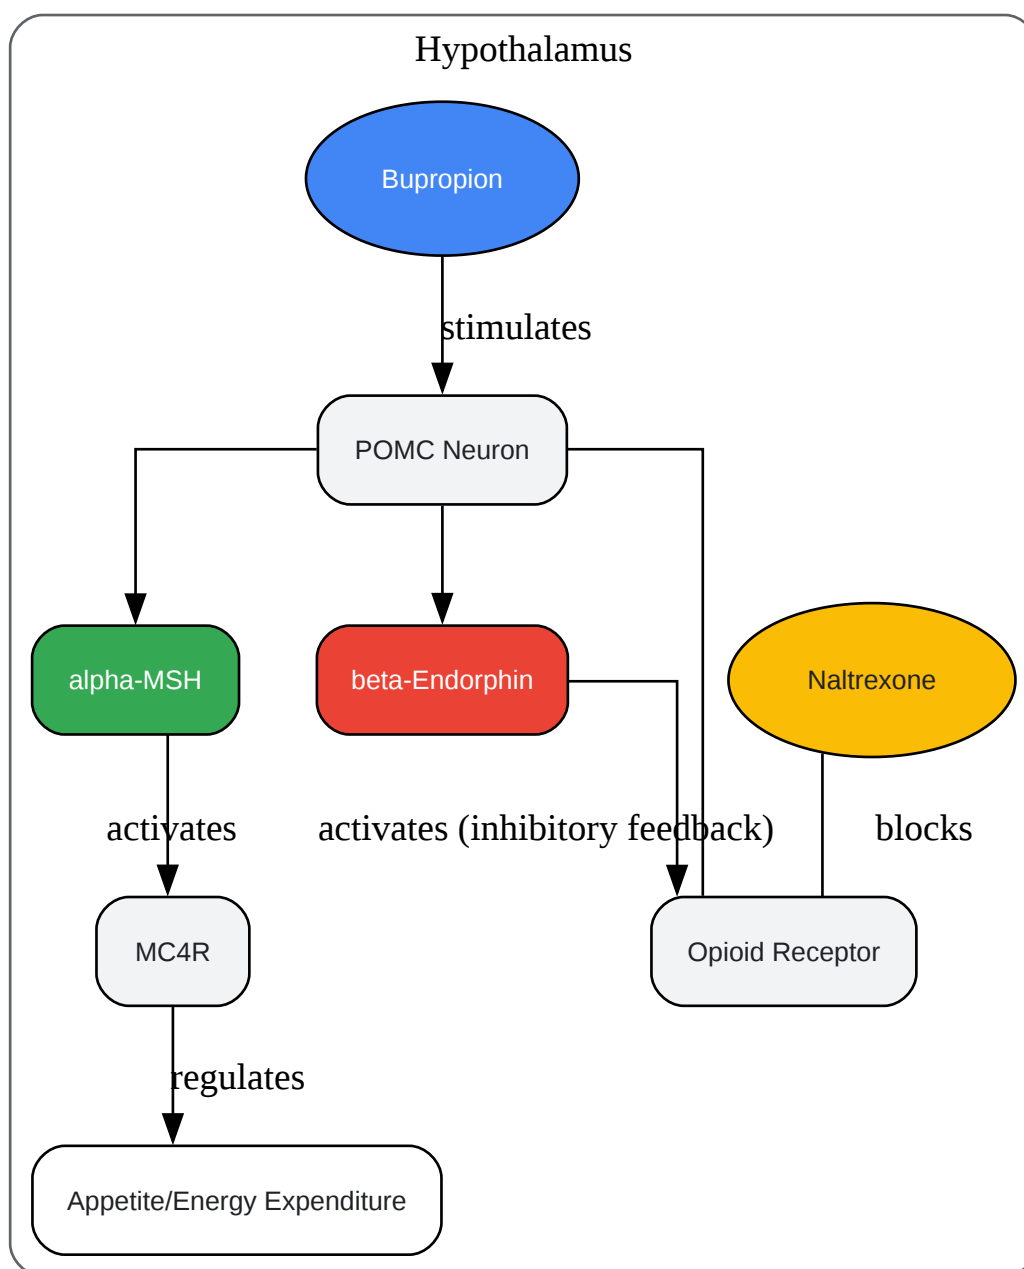 Hypothalamus
Bupropion
stimulates
POMC Neuron
alpha-MSH
beta-Endorphin
Naltrexone
activates
activates (inhibitory feedback)
blocks
MC4R
Opioid Receptor
regulates
Appetite/Energy Expenditure